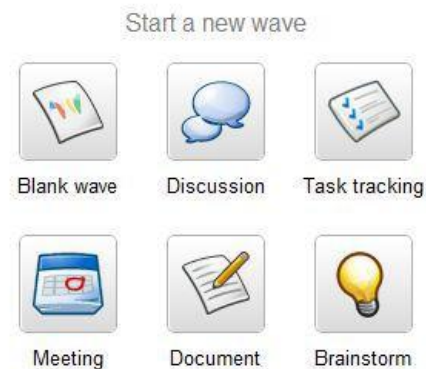 Start a new wave
Blank wave Discussion Task tracking
Meeting Document Brainstorm